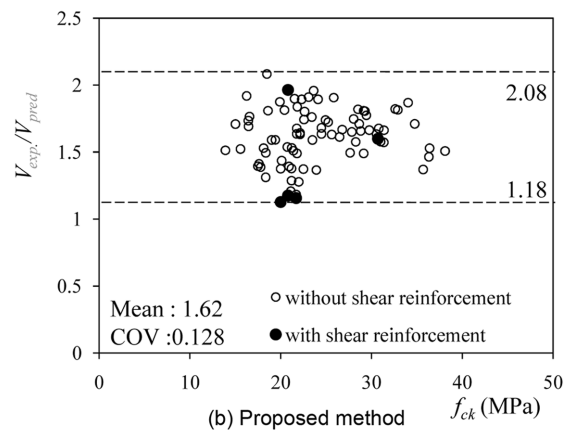 2.5
2
1.5
1
0.5
0
V_exp./V_pred
2.08
1.18
Mean : 1.62
COV :0.128
without shear reinforcement
with shear reinforcement
0 10 20 30 40 50
(b) Proposed method
f_ck (MPa)